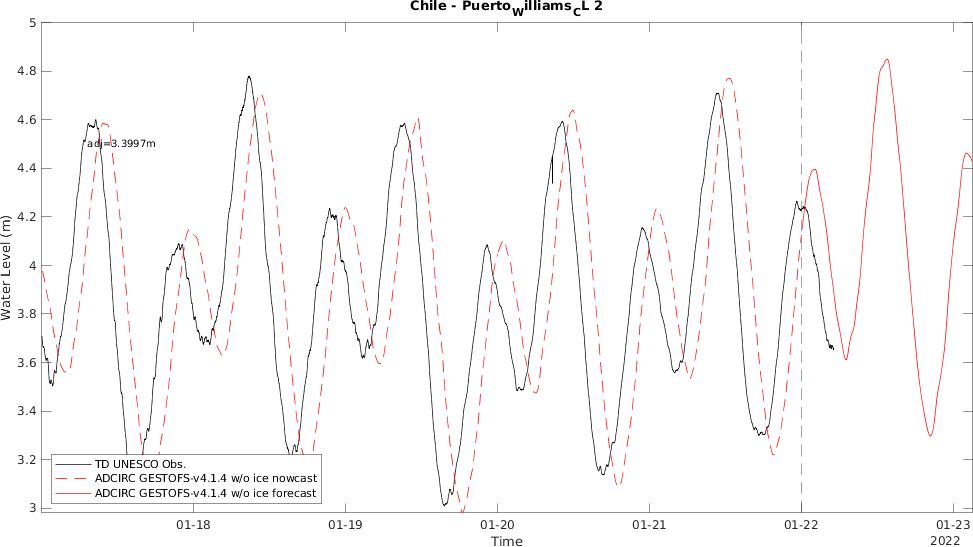 Chile - PuertoWilliamsCL 2
Water Level (m)
5
4.8
4.6
4.4
4.2
4
3.8
3.6
3.4
3.2
3
adj=3.3997m
TD UNESCO Obs.
ADCIRC GESTOFS-v4.1.4 w/o ice nowcast
ADCIRC GESTOFS-v4.1.4 w/o ice forecast
01-18 01-19 01-20 01-21 01-22 01-23
Time 2022